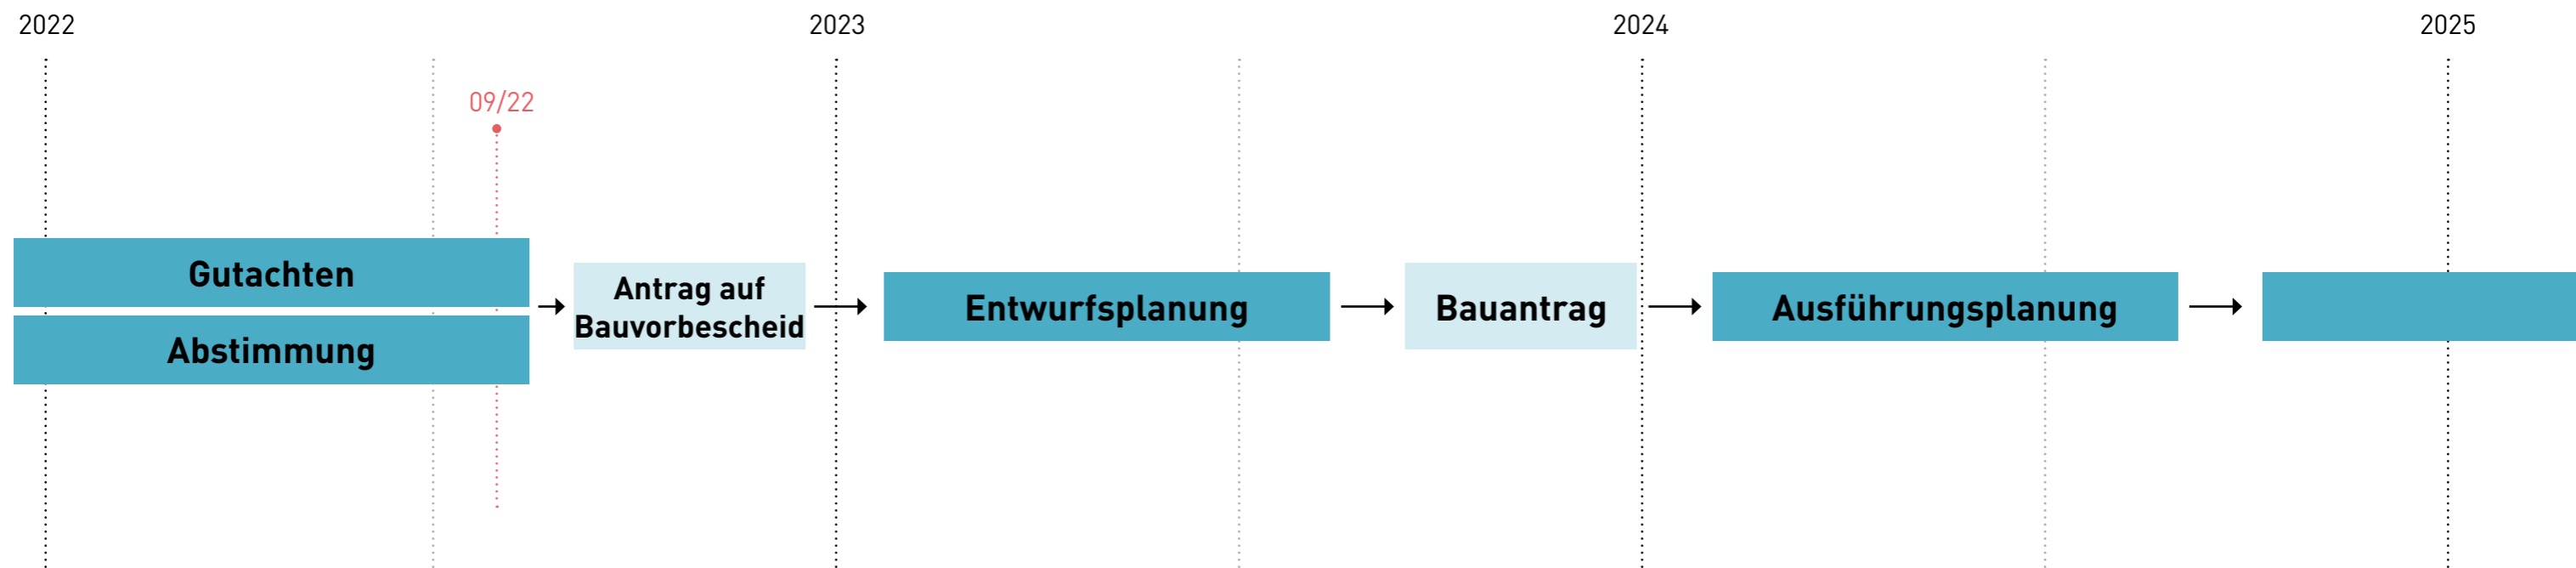 2022
2023
2024
2025
09/22
Gutachten
Abstimmung
Antrag auf
Bauvorbescheid
Entwurfsplanung
Bauantrag
Ausführungsplanung